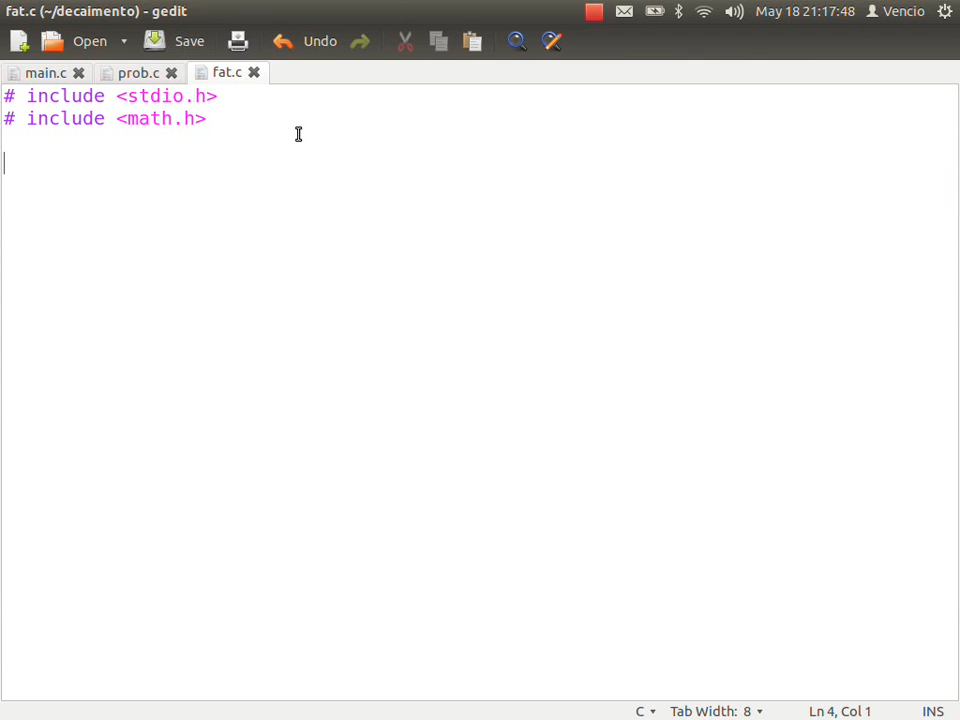 fat.c (~/decaimento) - gedit
May 18 21:17:48
Vencio
Open
Save
Undo
main.c
prob.c
fat.c
# include <stdio.h>
# include <math.h>
C
Tab Width: 8
Ln 4, Col 1
INS